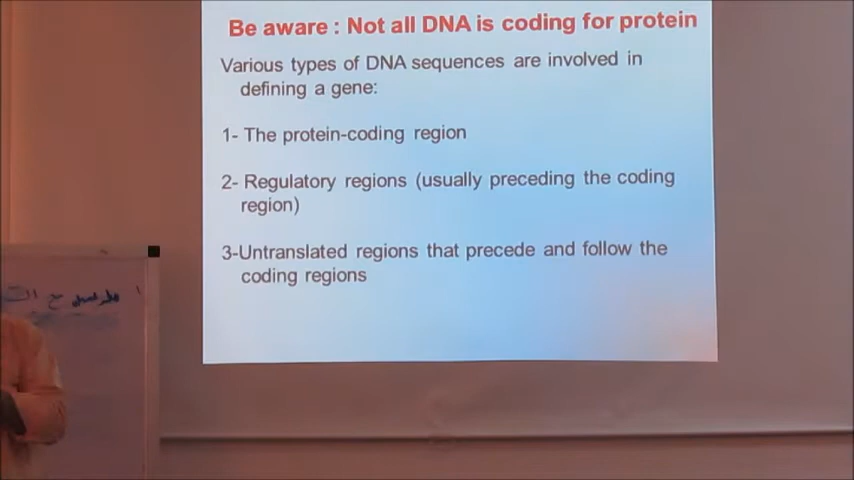 Be aware : Not all DNA is coding for protein
Various types of DNA sequences are involved in
defining a gene:
1- The protein-coding region
2- Regulatory regions (usually preceding the coding
region)
3-Untranslated regions that precede and follow the
coding regions